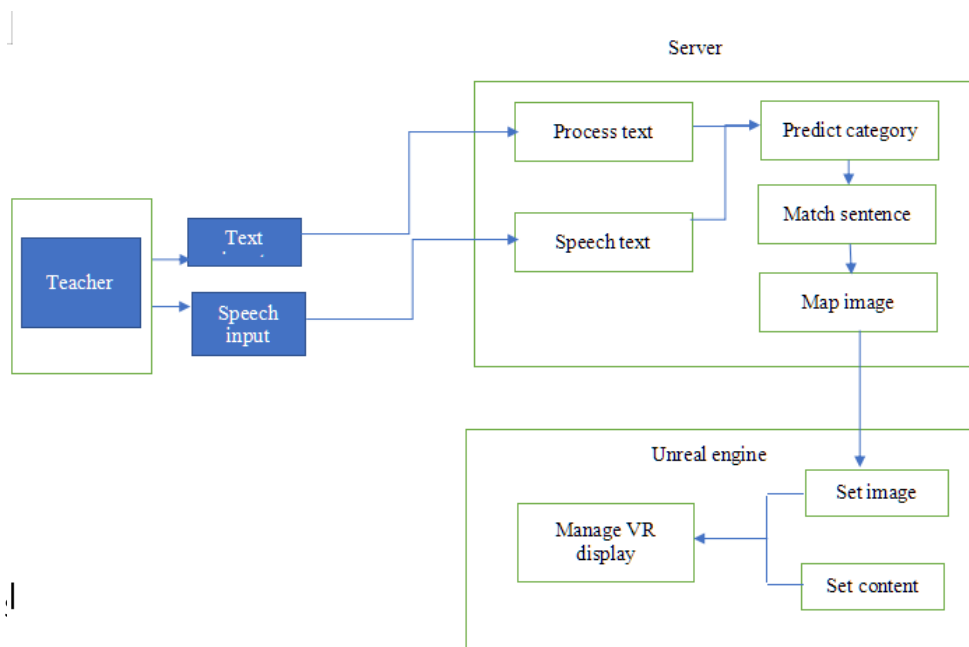 Server
Process text
Predict category
Speech text
Match sentence
Map image
Teacher
Text
Speech
input
Unreal engine
Set image
Manage VR
display
Set content